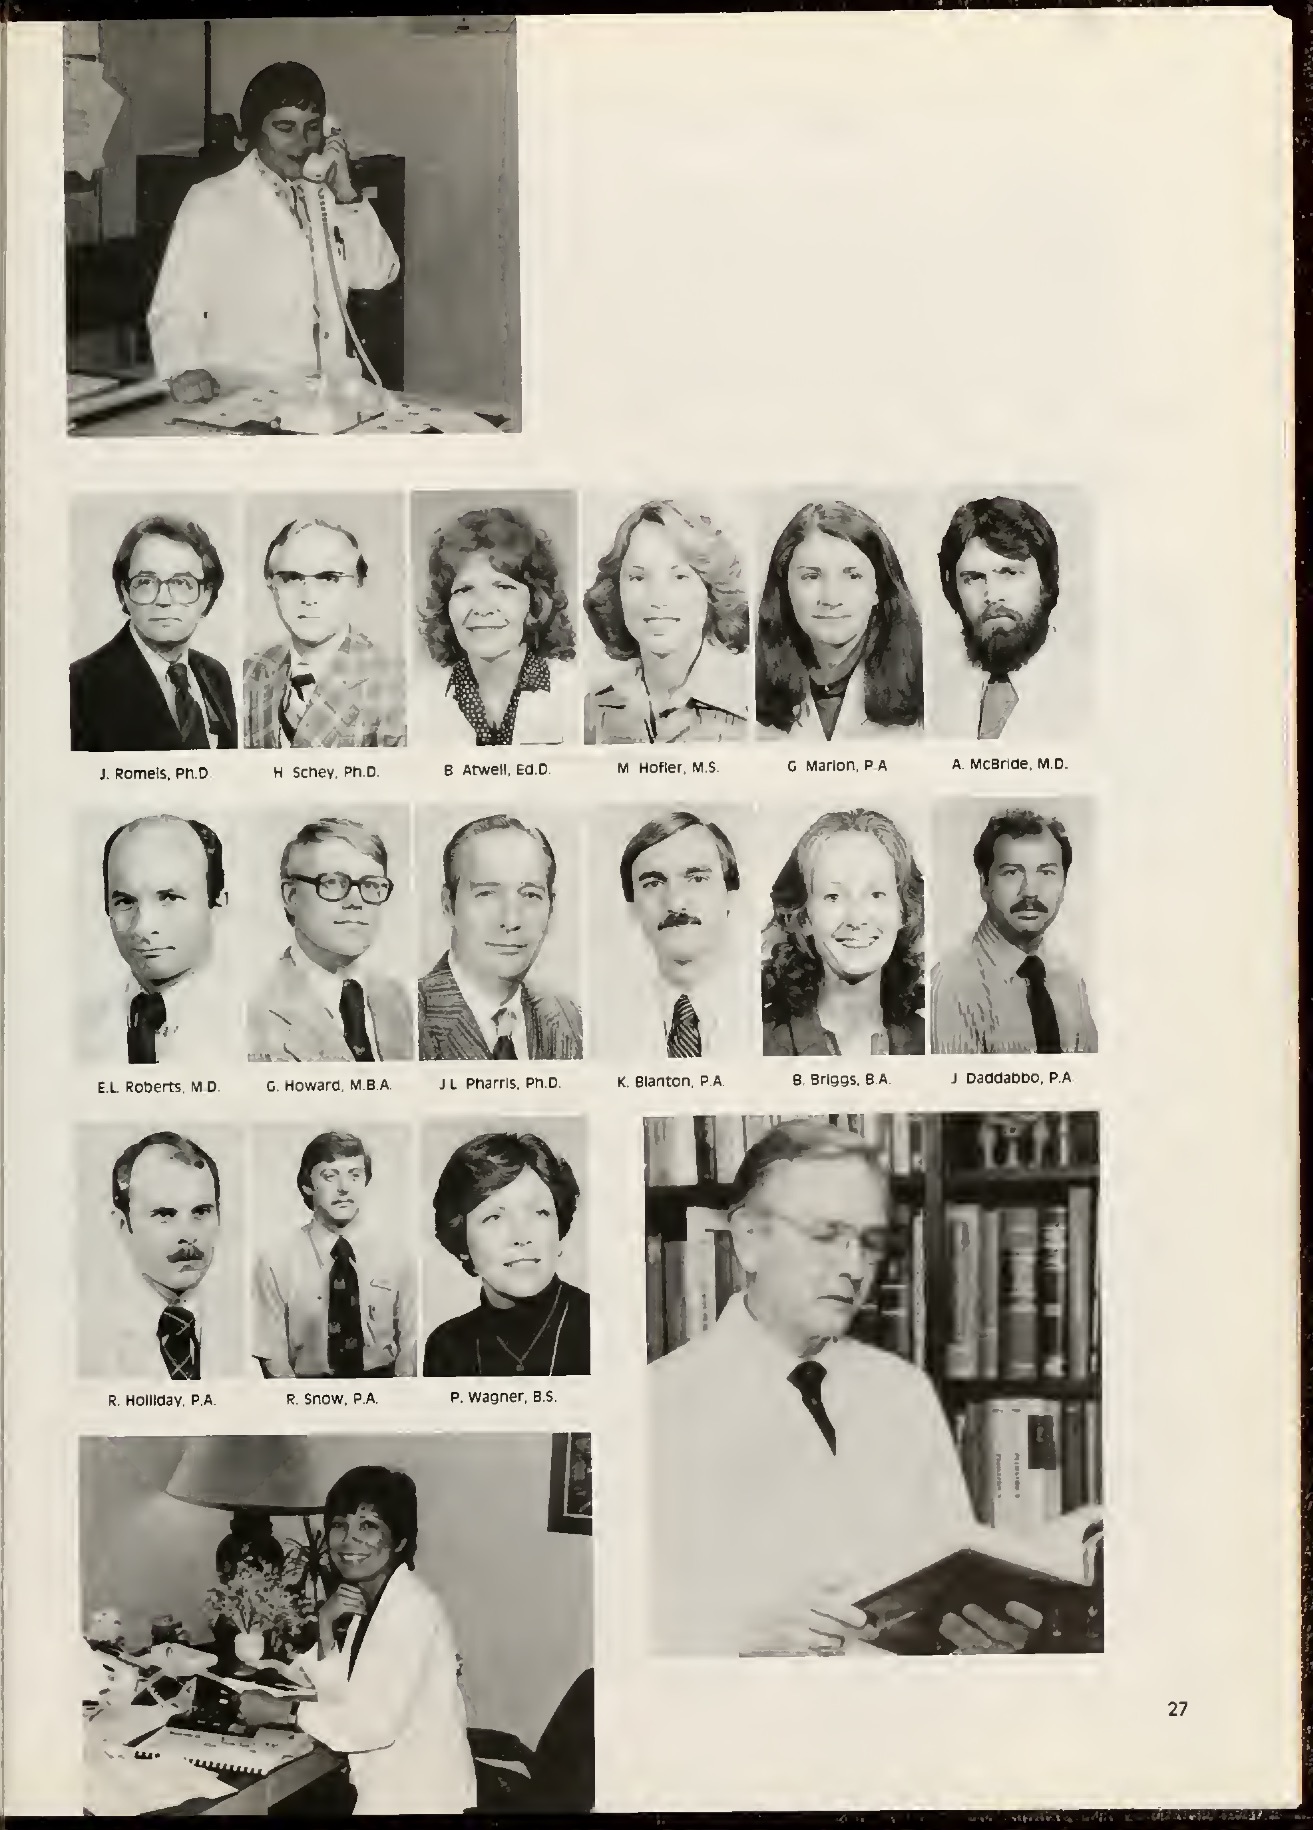 J. Romeis, Ph.D
H Schey, Ph.D.
B Atwell, Ed.D.
M Hofler, M.S.
G Marion, P.A
A. McBride, M.D.
E.L. Roberts, M.D.
G. Howard, M.B.A.
J L Pharris, Ph.D.
K. Blanton, P.A.
B. Briggs, B.A.
J Daddabbo, P.A.
R. Holliday, P.A.
R. Snow, P.A.
P. Wagner, B.S.
27